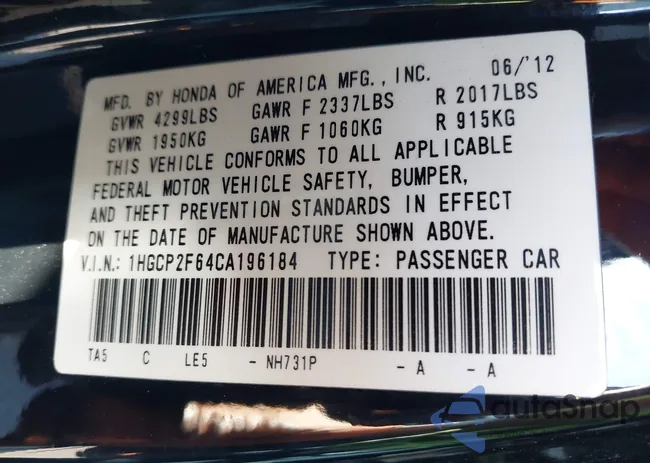 MFD. BY HONDA OF AMERICA MFG., INC. 06/'12
GVWR 4299LBS GAWR F 2337LBS R 2017LBS
GVWR 1950KG GAWR F 1060KG R 915KG
THIS VEHICLE CONFORMS TO ALL APPLICABLE
FEDERAL MOTOR VEHICLE SAFETY, BUMPER,
AND THEFT PREVENTION STANDARDS IN EFFECT
ON THE DATE OF MANUFACTURE SHOWN ABOVE.
V.I.N.: 1HGCP2F64CA196184 TYPE: PASSENGER CAR
TA5 C LE5 - NH731P - A - A
autoSnap